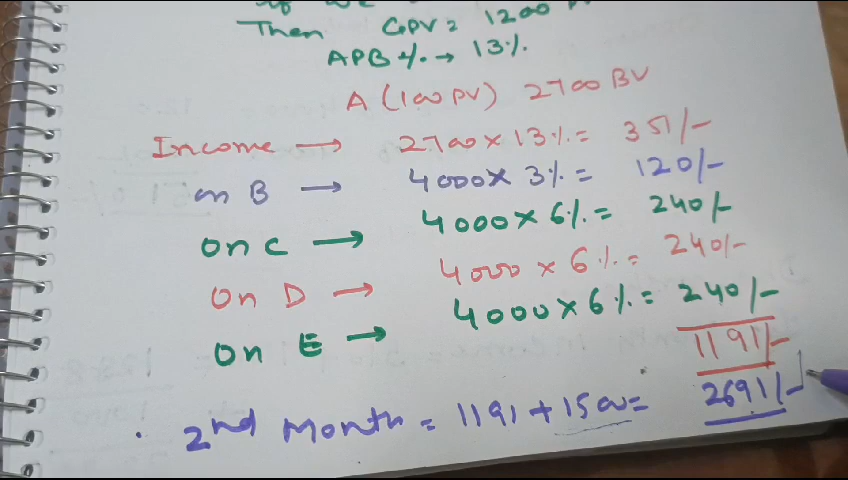 Then GPV = 1200
APB % → 13%
A (100 PV) 2700 BV
Income → 2700 x 13% = 351/-
on B → 4000 x 3% = 120/-
on C → 4000 x 6% = 240/-
on D → 4000 x 6% = 240/-
on E → 4000 x 6% = 240/-
1191/-
2nd Month = 1191 + 1500 = 2691/-